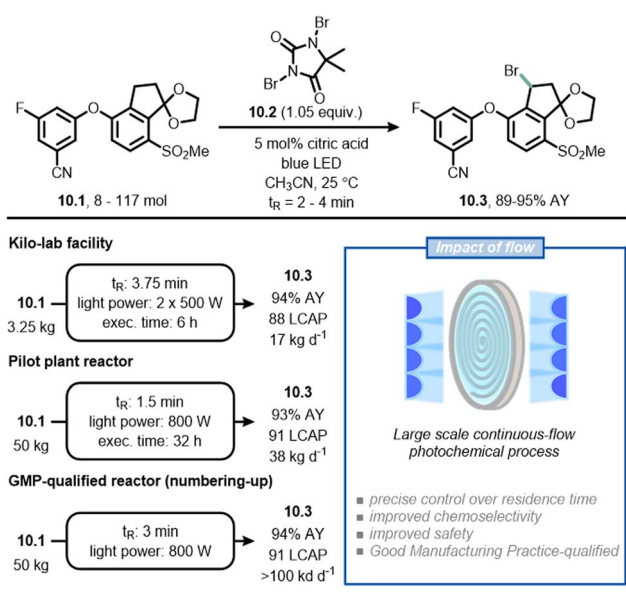 Br
O
N
Br
N
O
10.2 (1.05 equiv.)
F
O
O
O
SO2Me
CN
5 mol% citric acid
blue LED
CH3CN, 25 °C
tR = 2 - 4 min
Br
F
O
O
O
SO2Me
CN
10.1, 8 - 117 mol
10.3, 89-95% AY
Kilo-lab facility
10.1
3.25 kg
tR: 3.75 min
light power: 2 x 500 W
exec. time: 6 h
10.3
94% AY
88 LCAP
17 kg d-1
Pilot plant reactor
10.1
50 kg
tR: 1.5 min
light power: 800 W
exec. time: 32 h
10.3
93% AY
91 LCAP
38 kg d-1
GMP-qualified reactor (numbering-up)
10.1
50 kg
tR: 3 min
light power: 800 W
10.3
94% AY
91 LCAP
>100 kd d-1
Impact of flow
Large scale continuous-flow
photochemical process
■ precise control over residence time
■ improved chemoselectivity
■ improved safety
■ Good Manufacturing Practice-qualified